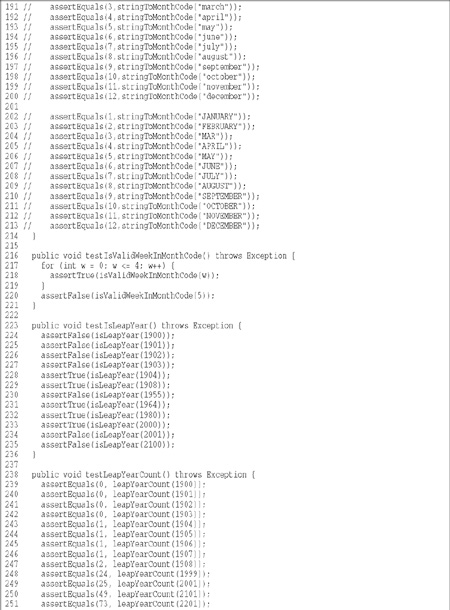 191 //     assertEquals(3,stringToMonthCode("march"));
192 //     assertEquals(4,stringToMonthCode("april"));
193 //     assertEquals(5,stringToMonthCode("may"));
194 //     assertEquals(6,stringToMonthCode("june"));
195 //     assertEquals(7,stringToMonthCode("july"));
196 //     assertEquals(8,stringToMonthCode("august"));
197 //     assertEquals(9,stringToMonthCode("september"));
198 //     assertEquals(10,stringToMonthCode("october"));
199 //     assertEquals(11,stringToMonthCode("november"));
200 //     assertEquals(12,stringToMonthCode("december"));
201
202 //     assertEquals(1,stringToMonthCode("JANUARY"));
203 //     assertEquals(2,stringToMonthCode("FEBRUARY"));
204 //     assertEquals(3,stringToMonthCode("MAR"));
205 //     assertEquals(4,stringToMonthCode("APRIL"));
206 //     assertEquals(5,stringToMonthCode("MAY"));
207 //     assertEquals(6,stringToMonthCode("JUNE"));
208 //     assertEquals(7,stringToMonthCode("JULY"));
209 //     assertEquals(8,stringToMonthCode("AUGUST"));
210 //     assertEquals(9,stringToMonthCode("SEPTEMBER"));
211 //     assertEquals(10,stringToMonthCode("OCTOBER"));
212 //     assertEquals(11,stringToMonthCode("NOVEMBER"));
213 //     assertEquals(12,stringToMonthCode("DECEMBER"));
214   }
215
216   public void testIsValidWeekInMonthCode() throws Exception {
217     for (int w = 0; w <= 4; w++) {
218       assertTrue(isValidWeekInMonthCode(w));
219     }
220     assertFalse(isValidWeekInMonthCode(5));
221   }
222
223   public void testIsLeapYear() throws Exception {
224     assertFalse(isLeapYear(1900));
225     assertFalse(isLeapYear(1901));
226     assertFalse(isLeapYear(1902));
227     assertFalse(isLeapYear(1903));
228     assertTrue(isLeapYear(1904));
229     assertTrue(isLeapYear(1908));
230     assertFalse(isLeapYear(1955));
231     assertTrue(isLeapYear(1964));
232     assertTrue(isLeapYear(1980));
233     assertTrue(isLeapYear(2000));
234     assertFalse(isLeapYear(2001));
235     assertFalse(isLeapYear(2100));
236   }
237
238   public void testLeapYearCount() throws Exception {
239     assertEquals(0, leapYearCount(1900));
240     assertEquals(0, leapYearCount(1901));
241     assertEquals(0, leapYearCount(1902));
242     assertEquals(0, leapYearCount(1903));
243     assertEquals(1, leapYearCount(1904));
244     assertEquals(1, leapYearCount(1905));
245     assertEquals(1, leapYearCount(1906));
246     assertEquals(1, leapYearCount(1907));
247     assertEquals(2, leapYearCount(1908));
248     assertEquals(24, leapYearCount(1999));
249     assertEquals(25, leapYearCount(2001));
250     assertEquals(49, leapYearCount(2101));
251     assertEquals(73, leapYearCount(2201));